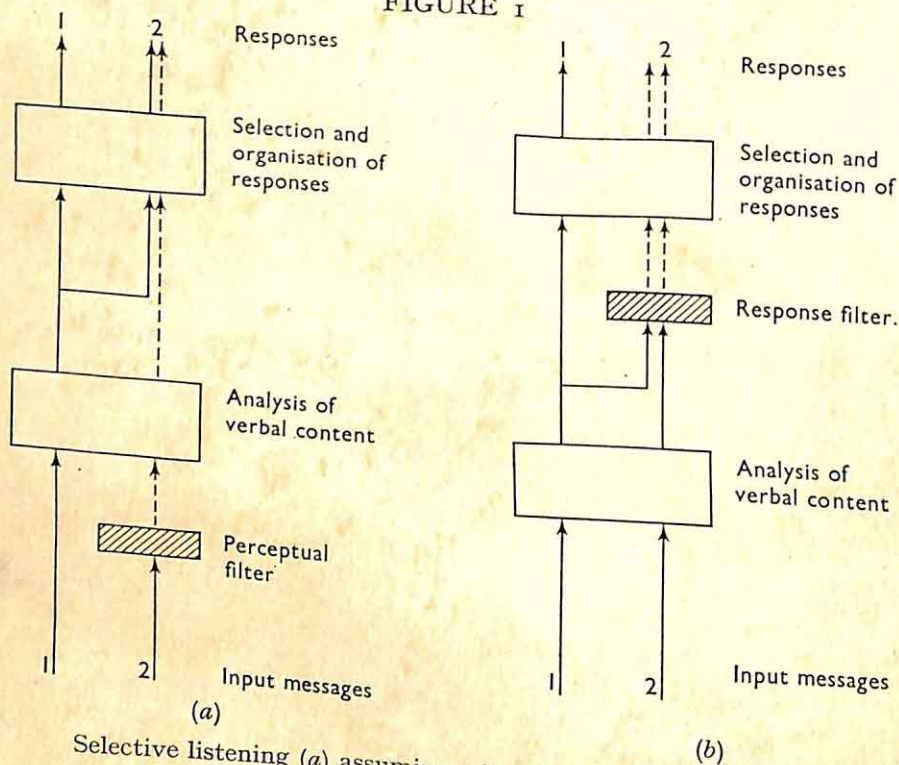 FIGURE 1
1
2
Responses
Selection and
organisation of
responses
Analysis of
verbal content
Perceptual
filter
1
2
Input messages
(a)
1
2
Responses
Selection and
organisation of
responses
Response filter.
Analysis of
verbal content
1
2
Input messages
(b)
Selective listening (a)